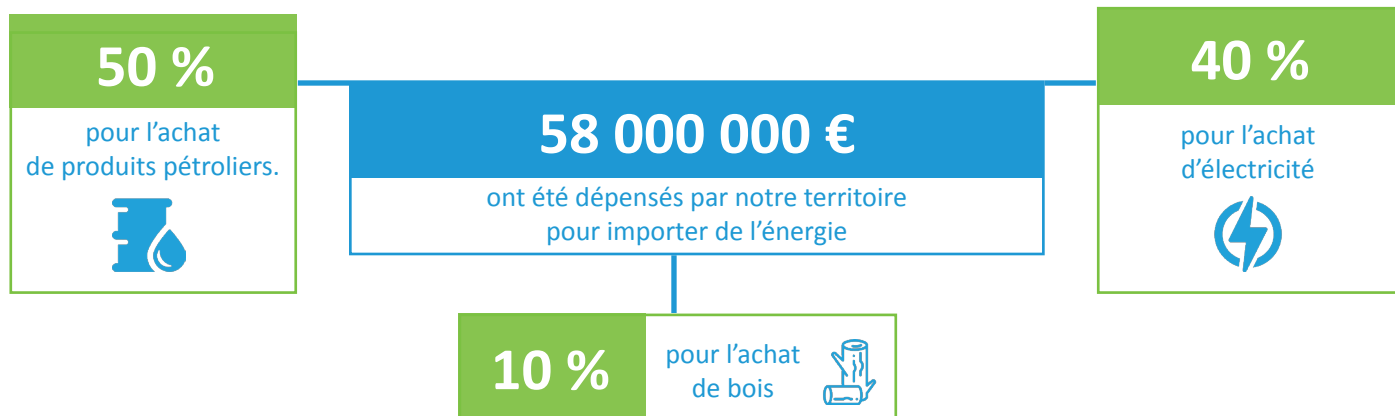 50 %
pour l’achat
de produits pétroliers.
58 000 000 €
ont été dépensés par notre territoire
pour importer de l’énergie
40 %
pour l’achat
d’électricité
10 %
pour l’achat
de bois